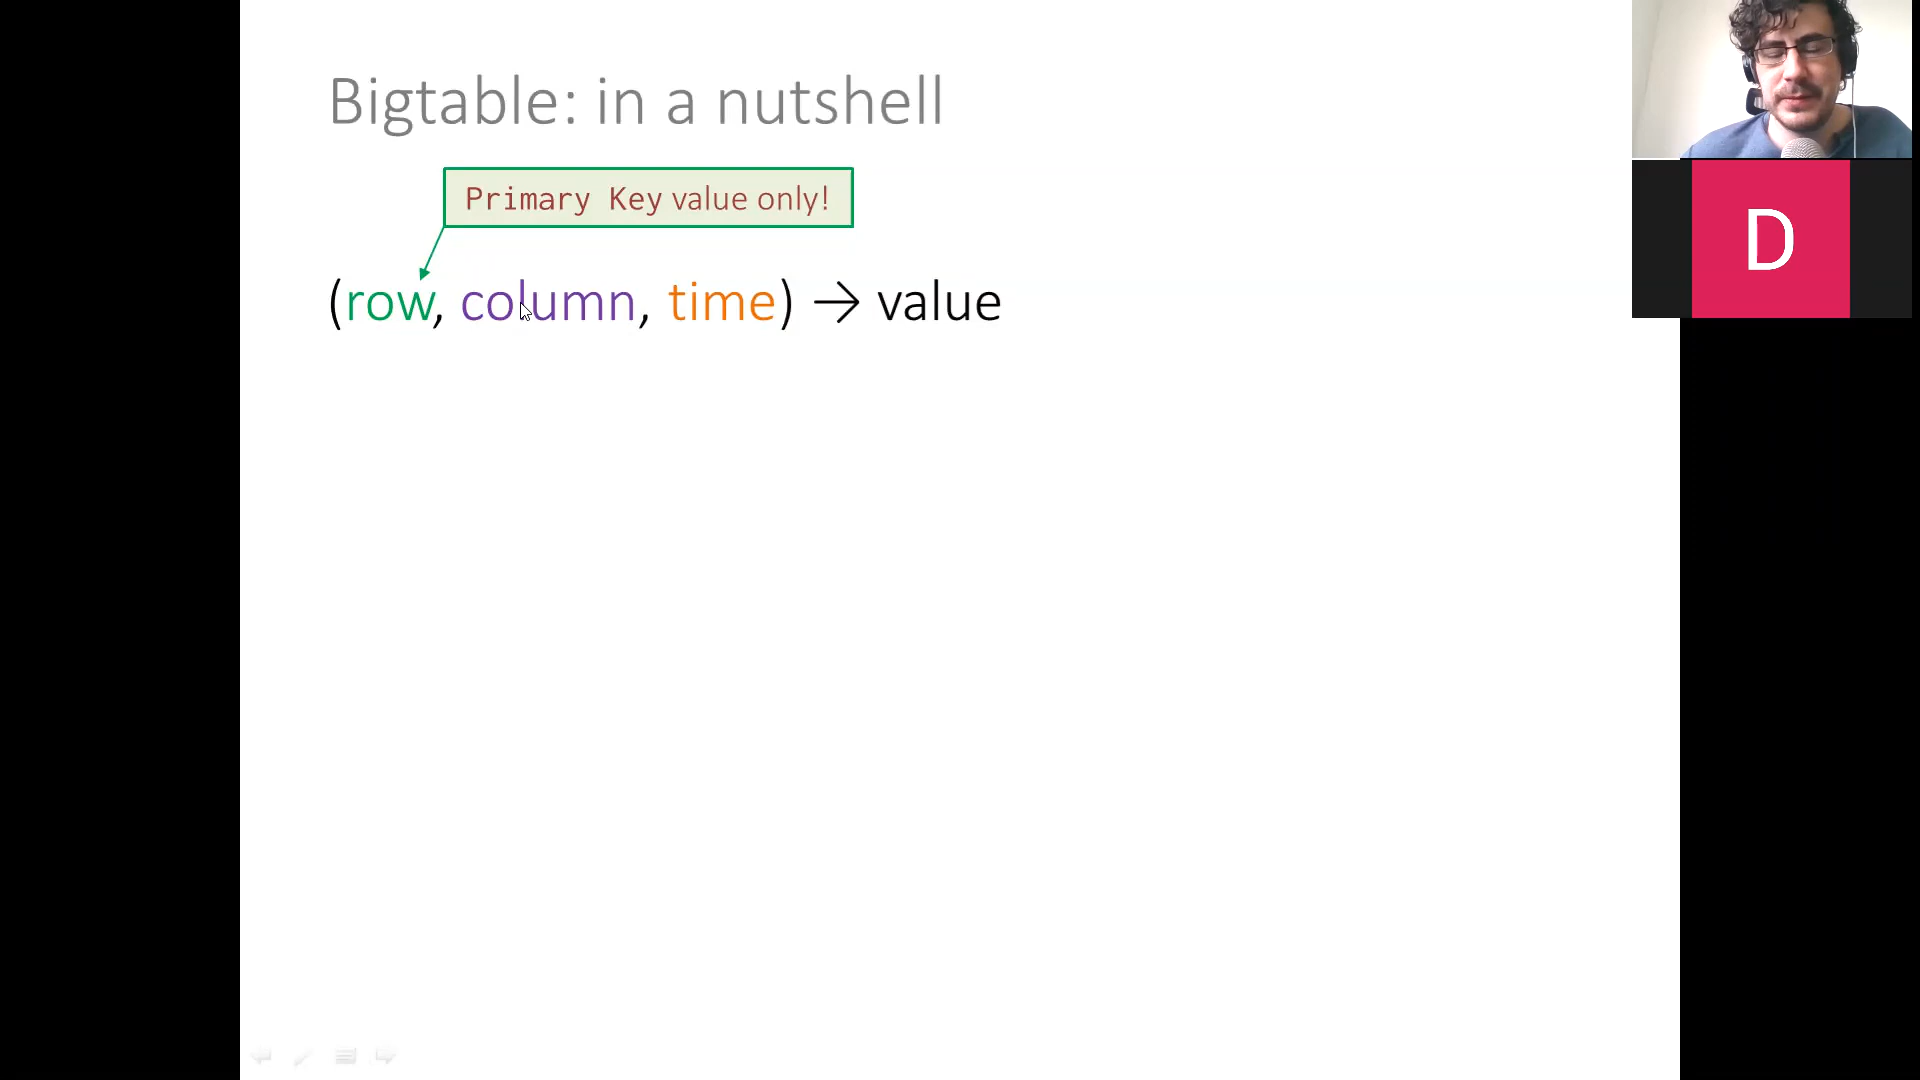 Bigtable: in a nutshell
Primary Key value only!
(row, column, time) → value
D